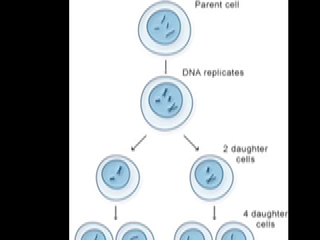 Parent cell
DNA replicates
2 daughter
cells
4 daughter
cells